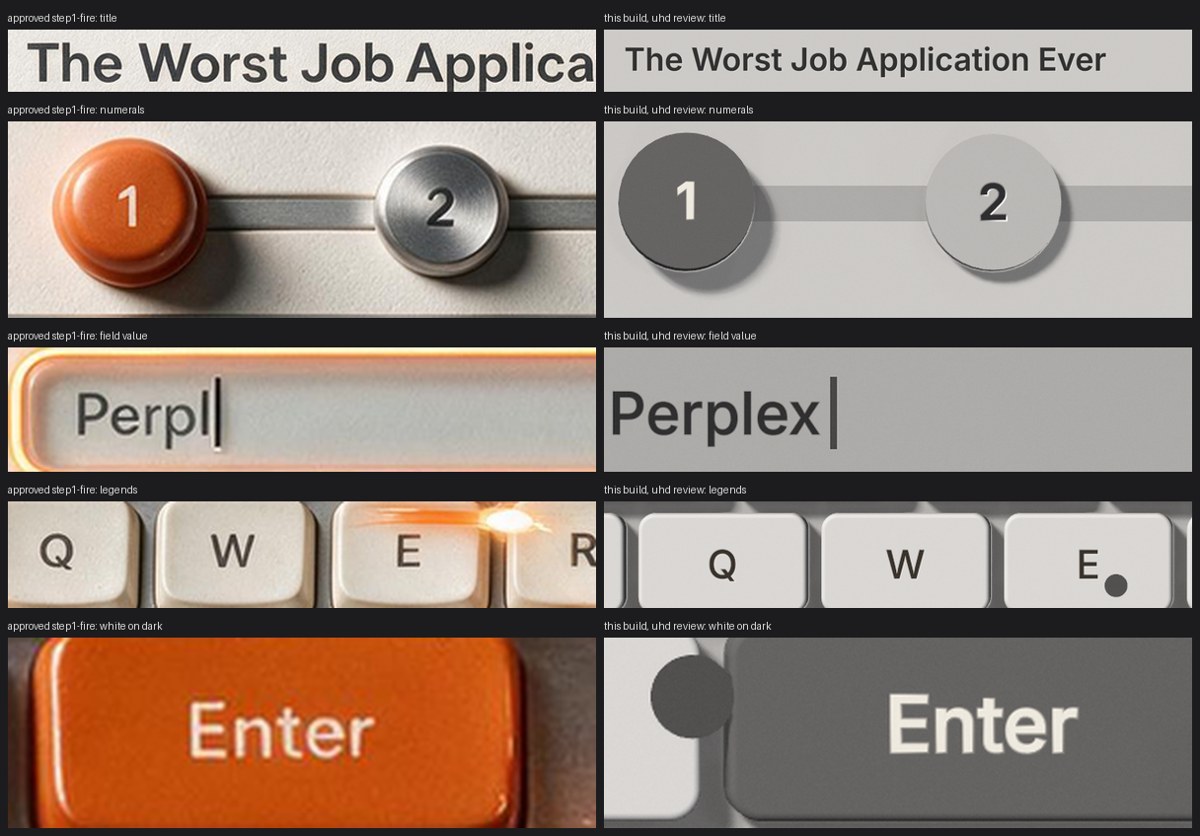 approved step1-fire: title
this build, uhd review: title
The Worst Job Applica
The Worst Job Application Ever
approved step1-fire: numerals
this build, uhd review: numerals
1 2
1 2
approved step1-fire: field value
this build, uhd review: field value
Perpl
Perplex
approved step1-fire: legends
this build, uhd review: legends
Q W E R
Q W E
approved step1-fire: white on dark
this build, uhd review: white on dark
Enter
Enter